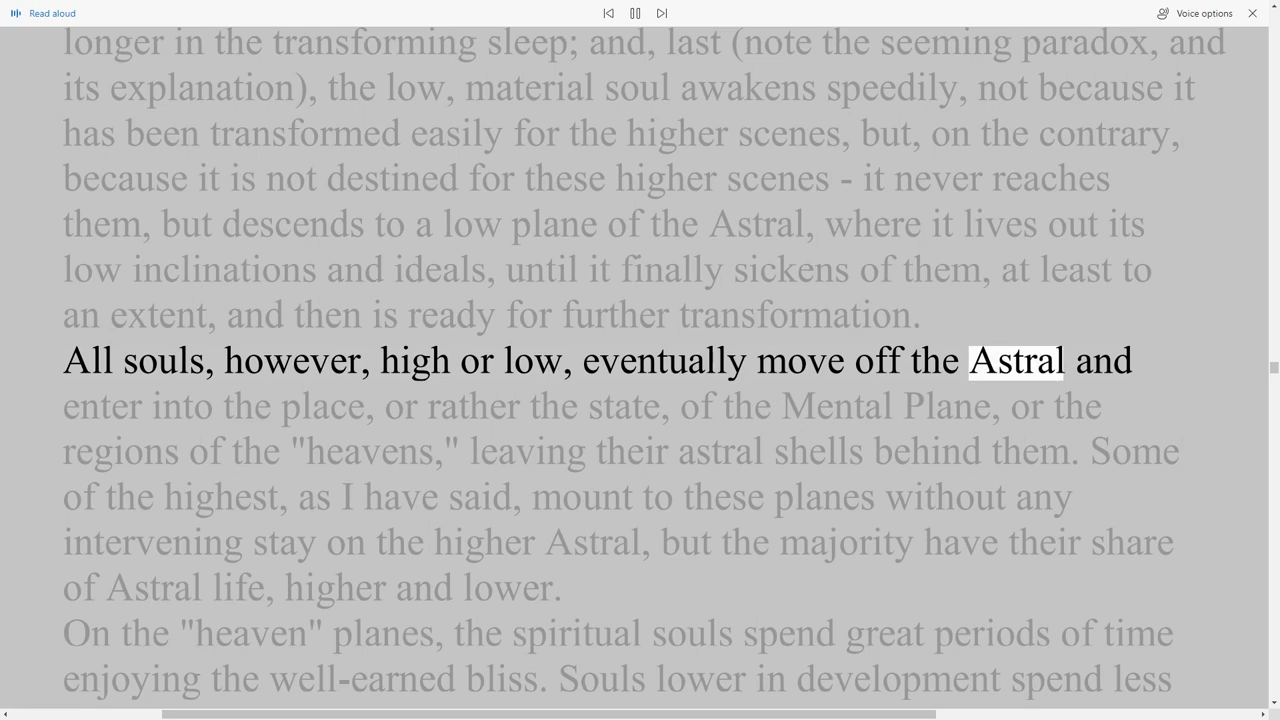 Read aloud
Voice options
longer in the transforming sleep; and, last (note the seeming paradox, and
its explanation), the low, material soul awakens speedily, not because it
has been transformed easily for the higher scenes, but, on the contrary,
because it is not destined for these higher scenes - it never reaches
them, but descends to a low plane of the Astral, where it lives out its
low inclinations and ideals, until it finally sickens of them, at least to
an extent, and then is ready for further transformation.
All souls, however, high or low, eventually move off the Astral and
enter into the place, or rather the state, of the Mental Plane, or the
regions of the "heavens," leaving their astral shells behind them. Some
of the highest, as I have said, mount to these planes without any
intervening stay on the higher Astral, but the majority have their share
of Astral life, higher and lower.
On the "heaven" planes, the spiritual souls spend great periods of time
enjoying the well-earned bliss. Souls lower in development spend less